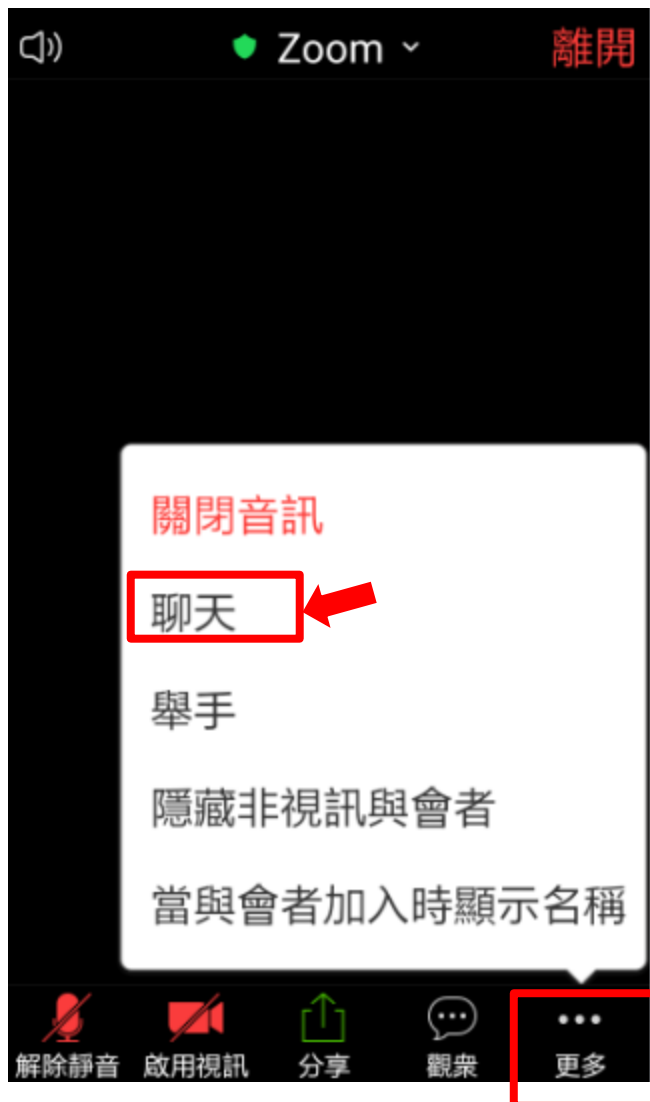 Zoom
離開
關閉音訊
聊天
舉手
隱藏非視訊與會者
當與會者加入時顯示名稱
解除靜音 啟用視訊 分享 觀衆 更多